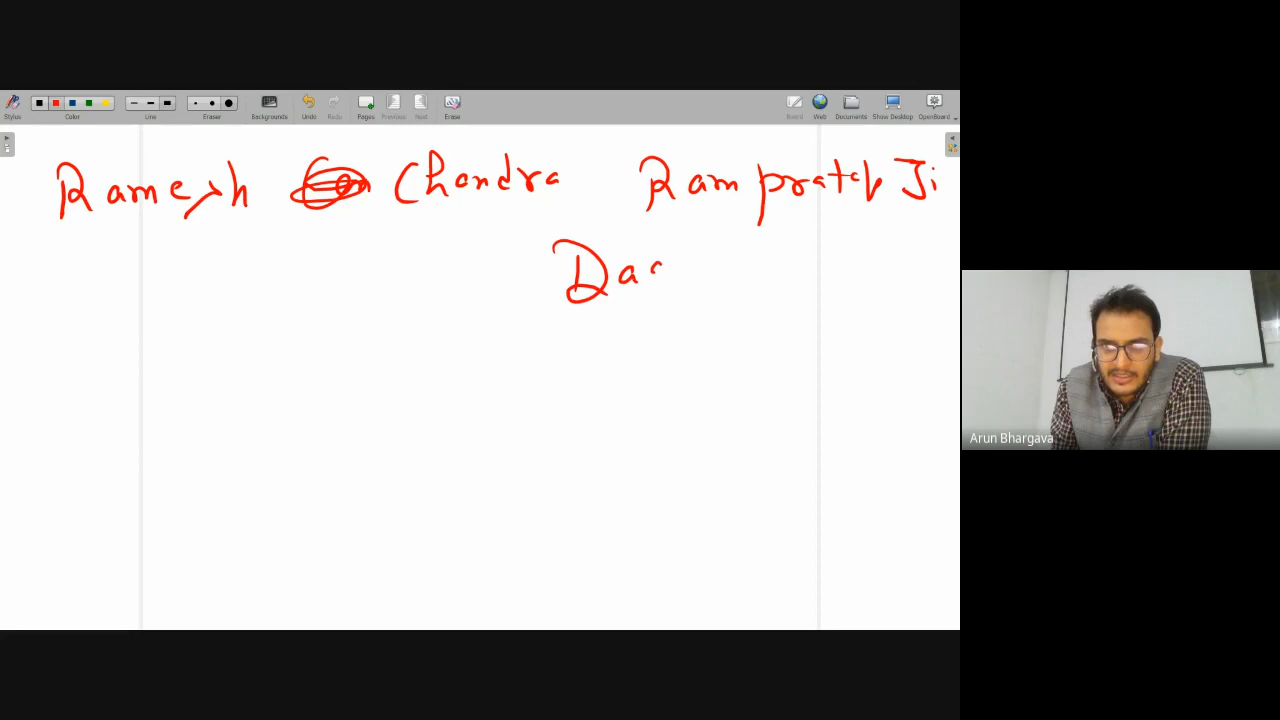 Stylus Color Line Eraser Backgrounds Undo Redo Pages Previous Next Erase Board Web Documents Show Desktop OpenBoard
Ramesh Chandra Rampratap Ji
Da
Arun Bhargava